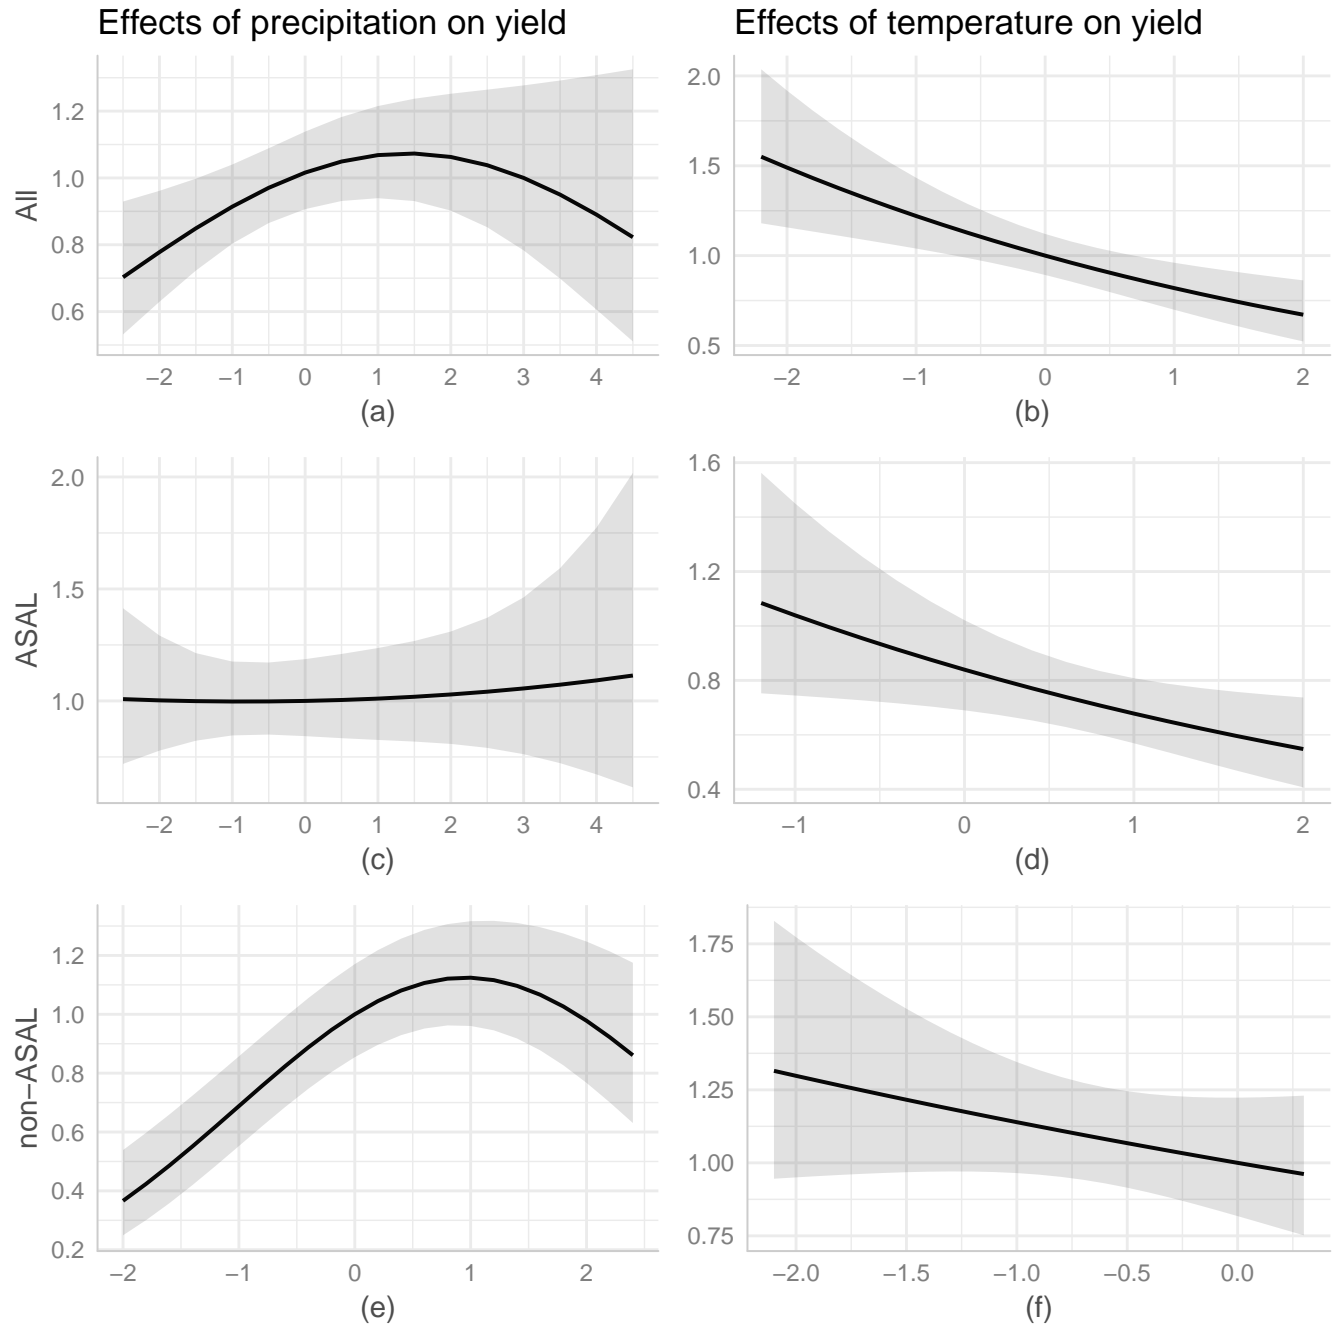 Effects of precipitation on yield
Effects of temperature on yield
All
1.2
1.0
0.8
0.6
−2 −1 0 1 2 3 4
(a)
2.0
1.5
1.0
0.5
−2 −1 0 1 2
(b)
ASAL
2.0
1.5
1.0
−2 −1 0 1 2 3 4
(c)
1.6
1.2
0.8
0.4
−1 0 1 2
(d)
non−ASAL
1.2
1.0
0.8
0.6
0.4
0.2
−2 −1 0 1 2
(e)
1.75
1.50
1.25
1.00
0.75
−2.0 −1.5 −1.0 −0.5 0.0
(f)